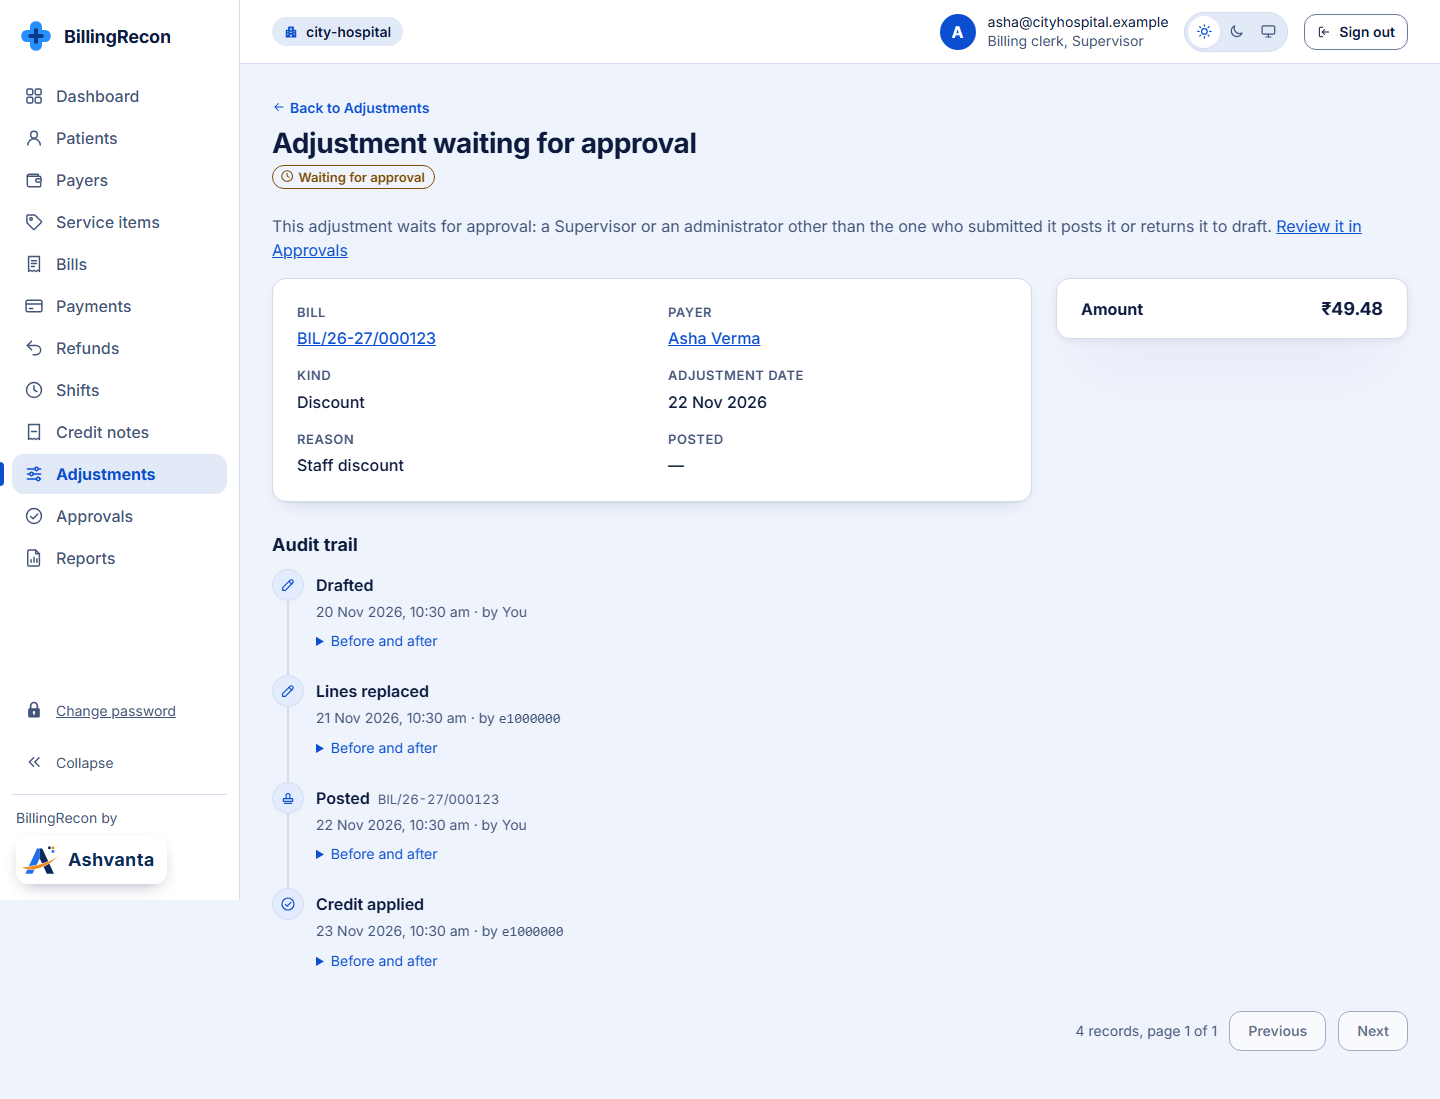 BillingRecon
city-hospital
A
asha@cityhospital.example
Billing clerk, Supervisor
Sign out
Dashboard
Patients
Payers
Service items
Bills
Payments
Refunds
Shifts
Credit notes
Adjustments
Approvals
Reports
Change password
Collapse
BillingRecon by
Ashvanta
Back to Adjustments
Adjustment waiting for approval
Waiting for approval
This adjustment waits for approval: a Supervisor or an administrator other than the one who submitted it posts it or returns it to draft. Review it in
Approvals
BILL
BIL/26-27/000123
PAYER
Asha Verma
KIND
Discount
ADJUSTMENT DATE
22 Nov 2026
REASON
Staff discount
POSTED
—
Amount ₹49.48
Audit trail
Drafted
20 Nov 2026, 10:30 am · by You
Before and after
Lines replaced
21 Nov 2026, 10:30 am · by e1000000
Before and after
Posted BIL/26-27/000123
22 Nov 2026, 10:30 am · by You
Before and after
Credit applied
23 Nov 2026, 10:30 am · by e1000000
Before and after
4 records, page 1 of 1 Previous Next